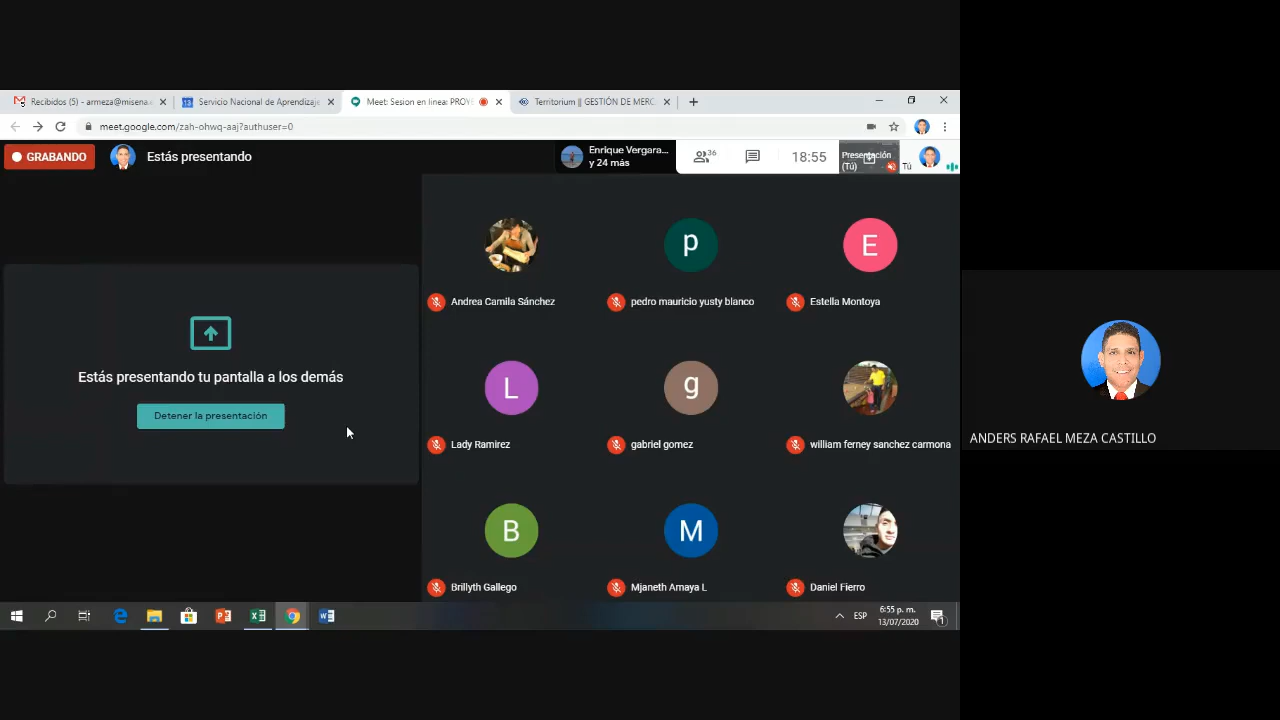 Recibidos (5) - armeza@misena.
Servicio Nacional de Aprendizaje
Meet: Sesion en linea: PROYE
Territorium || GESTIÓN DE MERC
meet.google.com/zah-ohwq-aaj?authuser=0
GRABANDO
Estás presentando
Enrique Vergara...
y 24 más
36
18:55
Presentación
(Tú)
Tú
Estás presentando tu pantalla a los demás
Detener la presentación
p
E
Andrea Camila Sánchez
pedro mauricio yusty blanco
Estella Montoya
L
g
Lady Ramirez
gabriel gomez
william ferney sanchez carmona
B
M
Brillyth Gallego
Mjaneth Amaya L
Daniel Fierro
ESP
6:55 p. m.
13/07/2020
1
ANDERS RAFAEL MEZA CASTILLO